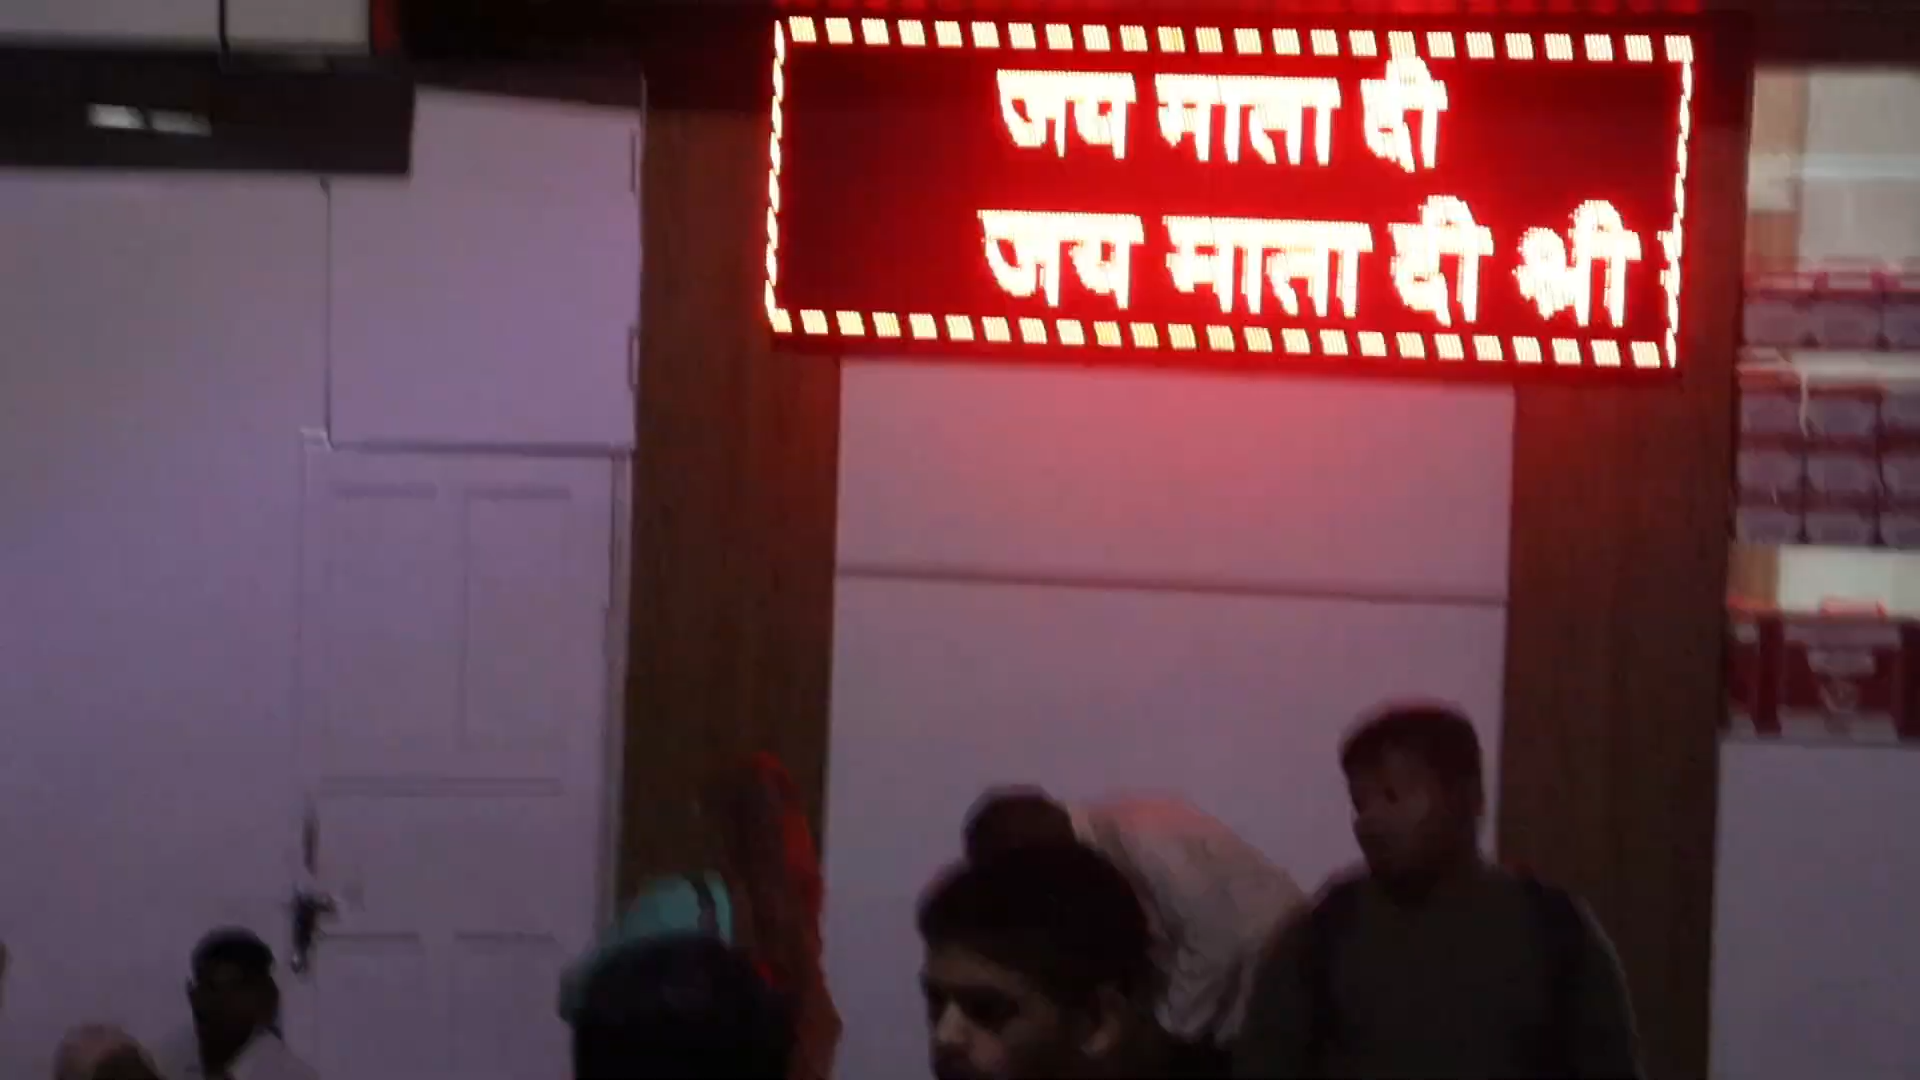 जय माता दी
जय माता दी श्री